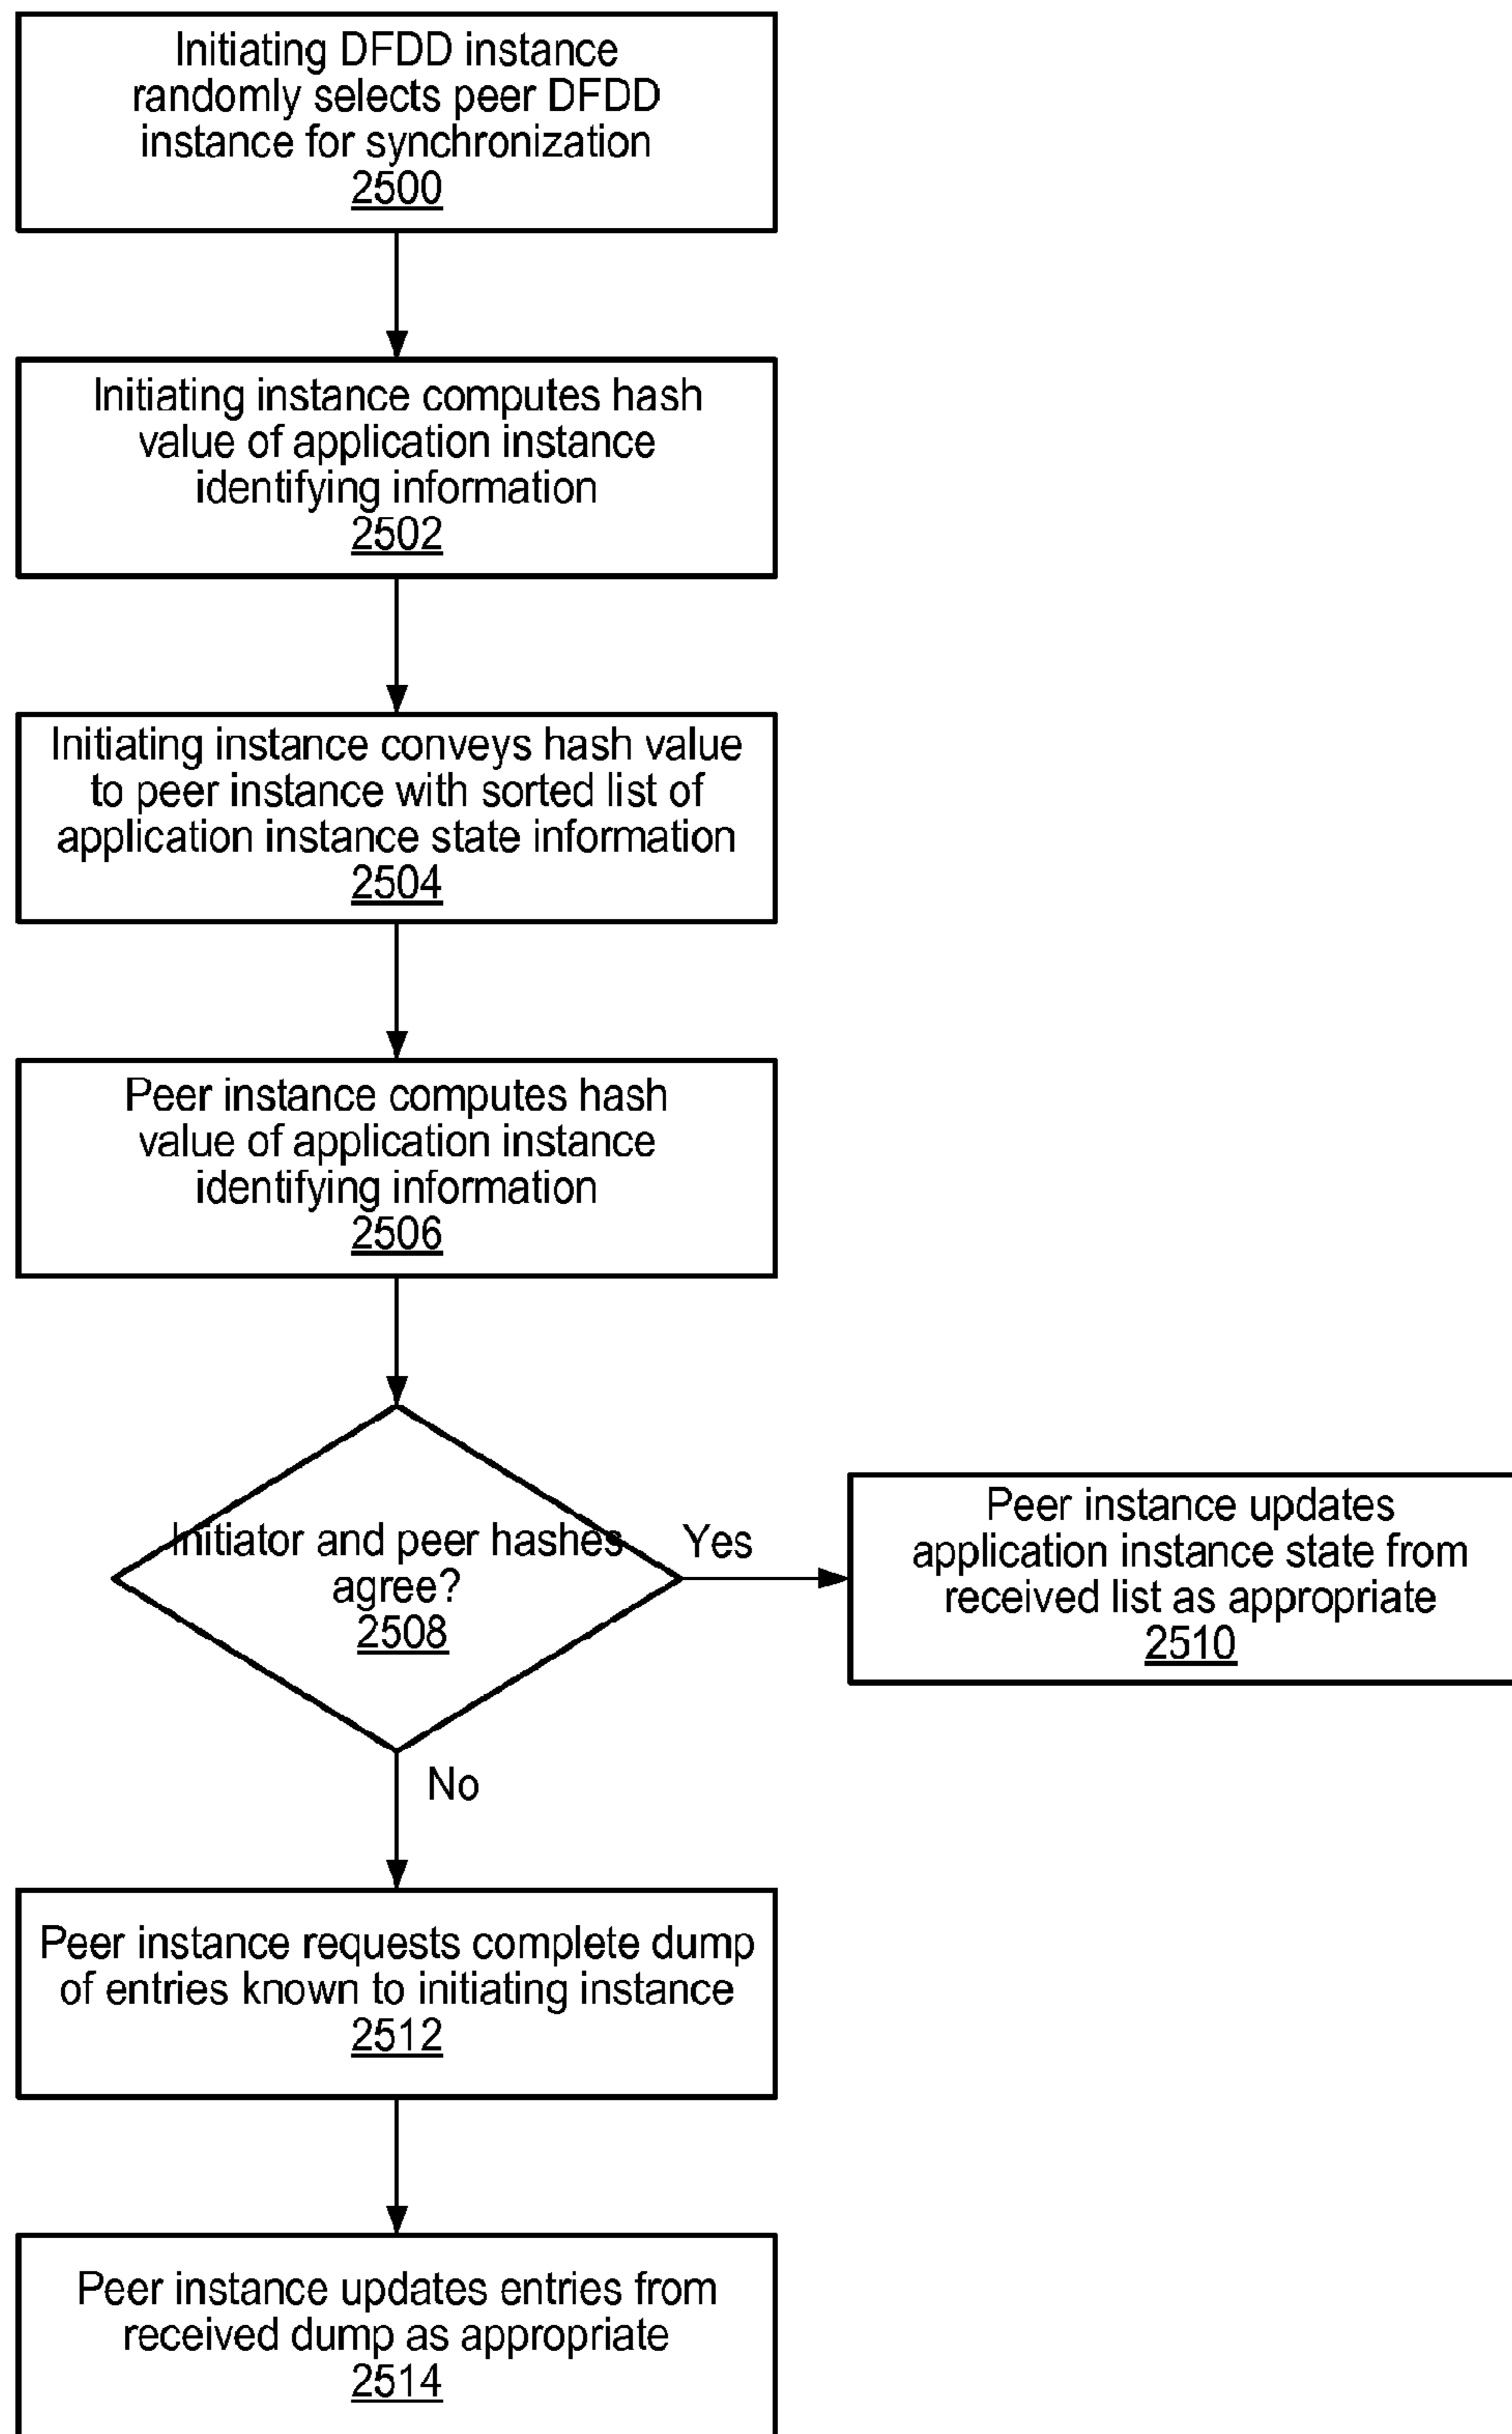 Initiating DFDD instance
randomly selects peer DFDD
instance for synchronization
2500
Initiating instance computes hash
value of application instance
identifying information
2502
Initiating instance conveys hash value
to peer instance with sorted list of
application instance state information
2504
Peer instance computes hash
value of application instance
identifying information
2506
Initiator and peer hashes
agree?
2508
Yes
Peer instance updates
application instance state from
received list as appropriate
2510
No
Peer instance requests complete dump
of entries known to initiating instance
2512
Peer instance updates entries from
received dump as appropriate
2514